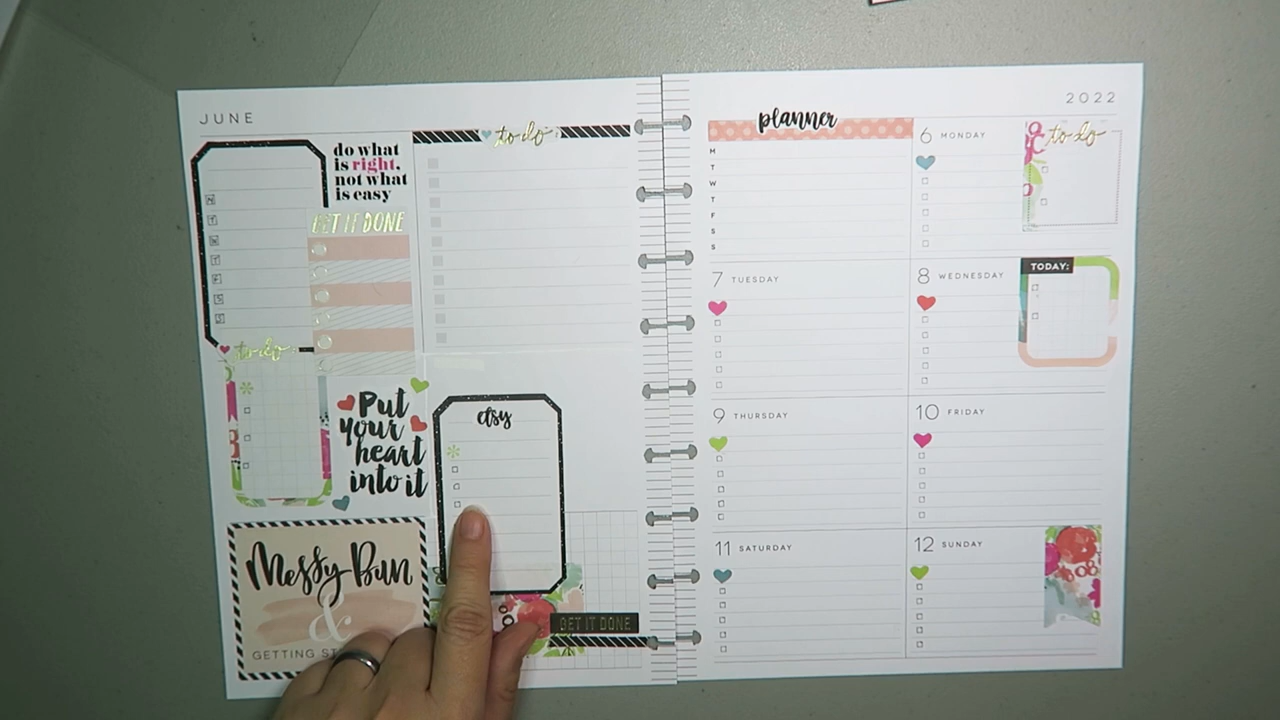 JUNE
do what
is right.
not what
is easy
to do
GET IT DONE
M
T
W
T
F
S
S
to do
Put
your
heart
into it
etsy
Messy Bun
&
GETTING
GET IT DONE
2022
planner
M
T
W
T
F
S
S
6 MONDAY
to do
7 TUESDAY
8 WEDNESDAY
TODAY:
9 THURSDAY
10 FRIDAY
11 SATURDAY
12 SUNDAY